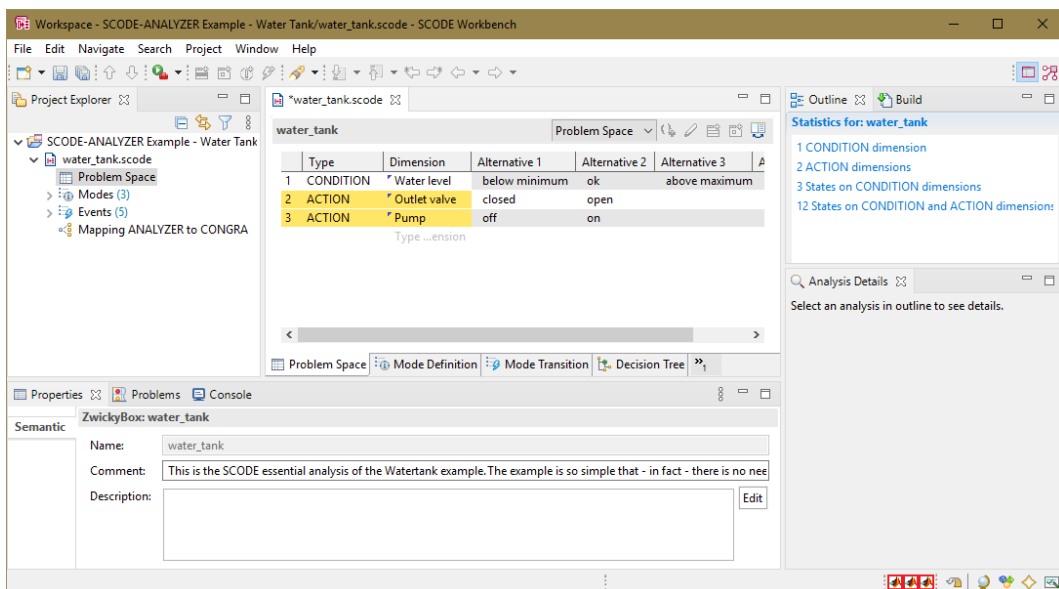 Workspace - SCODE-ANALYZER Example - Water Tank/water_tank.scode - SCODE Workbench
File Edit Navigate Search Project Window Help
Project Explorer
SCODE-ANALYZER Example - Water Tank
water_tank.scode
Problem Space
Modes (3)
Events (5)
Mapping ANALYZER to CONGRA
*water_tank.scode
water_tank
Problem Space
Type Dimension Alternative 1 Alternative 2 Alternative 3 A
1 CONDITION Water level below minimum ok above maximum
2 ACTION Outlet valve closed open
3 ACTION Pump off on
Type ...ension
Problem Space Mode Definition Mode Transition Decision Tree »1
Outline Build
Statistics for: water_tank
1 CONDITION dimension
2 ACTION dimensions
3 States on CONDITION dimensions
12 States on CONDITION and ACTION dimensions
Analysis Details
Select an analysis in outline to see details.
Properties Problems Console
Semantic
ZwickyBox: water_tank
Name: water_tank
Comment: This is the SCODE essential analysis of the Watertank example.The example is so simple that - in fact - there is no nee
Description:
Edit